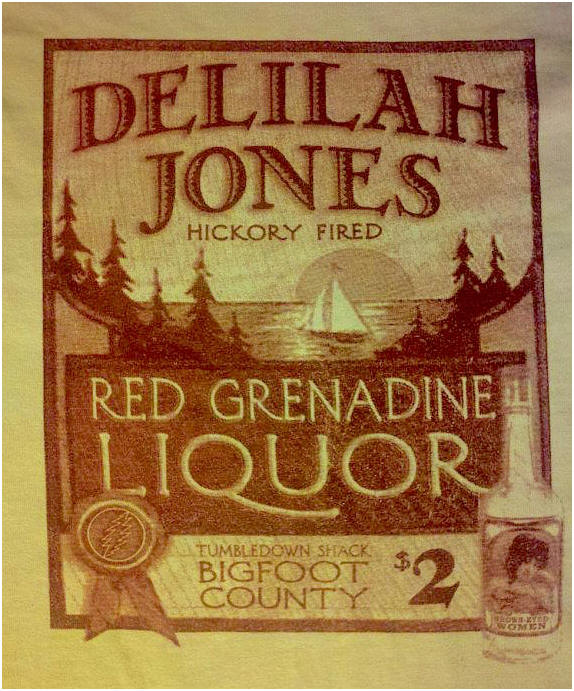 DELILAH
JONES
HICKORY FIRED
RED GRENADINE
LIQUOR
TUMBLEDOWN SHACK
BIGFOOT
COUNTY
$2
BROWN-EYED
WOMEN